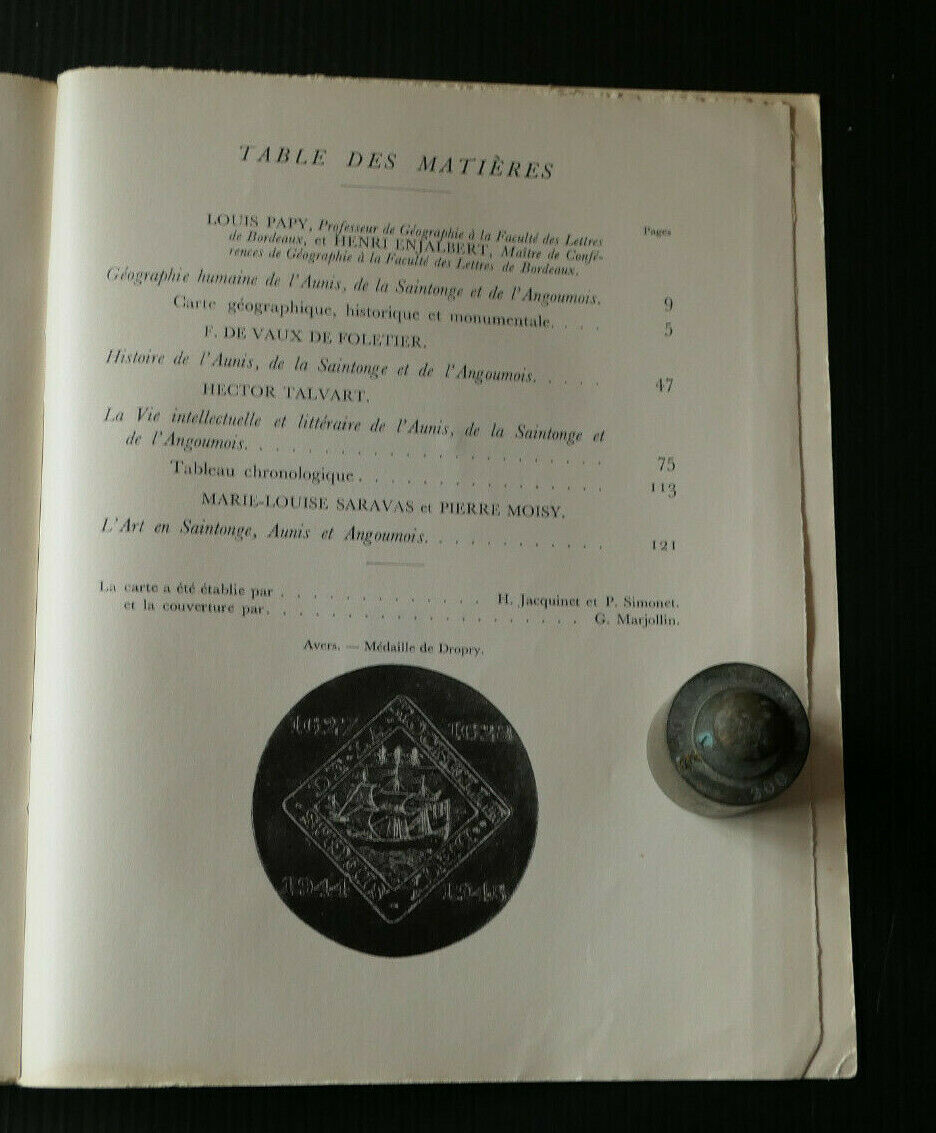 TABLE DES MATIÈRES
Pages
LOUIS PAPY, Professeur de Géographie à la Faculté des Lettres
de Bordeaux, et HENRI ENJALBERT, Maître de Confé-
rences de Géographie à la Faculté des Lettres de Bordeaux.
Géographie humaine de l'Aunis, de la Saintonge et de l'Angoumois. 9
Carte géographique, historique et monumentale. . . . 5
F. DE VAUX DE FOLETIER.
Histoire de l'Aunis, de la Saintonge et de l'Angoumois. . . . . . 47
HECTOR TALVART.
La Vie intellectuelle et littéraire de l'Aunis, de la Saintonge et
de l'Angoumois. . . . . . . . . . . . . . . . . . . . . . . 75
Tableau chronologique . . . . . . . . . . . . . . . . 113
MARIE-LOUISE SARAVAS et PIERRE MOISY.
L'Art en Saintonge, Aunis et Angoumois. . . . . . . . . . . . 121
La carte a été établie par . . . . . . . . . . . . . H. Jacquinet et P. Simonet.
et la couverture par. . . . . . . . . . . . . . . . . . . . . G. Marjollin.
Avers. — Médaille de Dropry.
1627 1628
DE LA
1944 1945
200